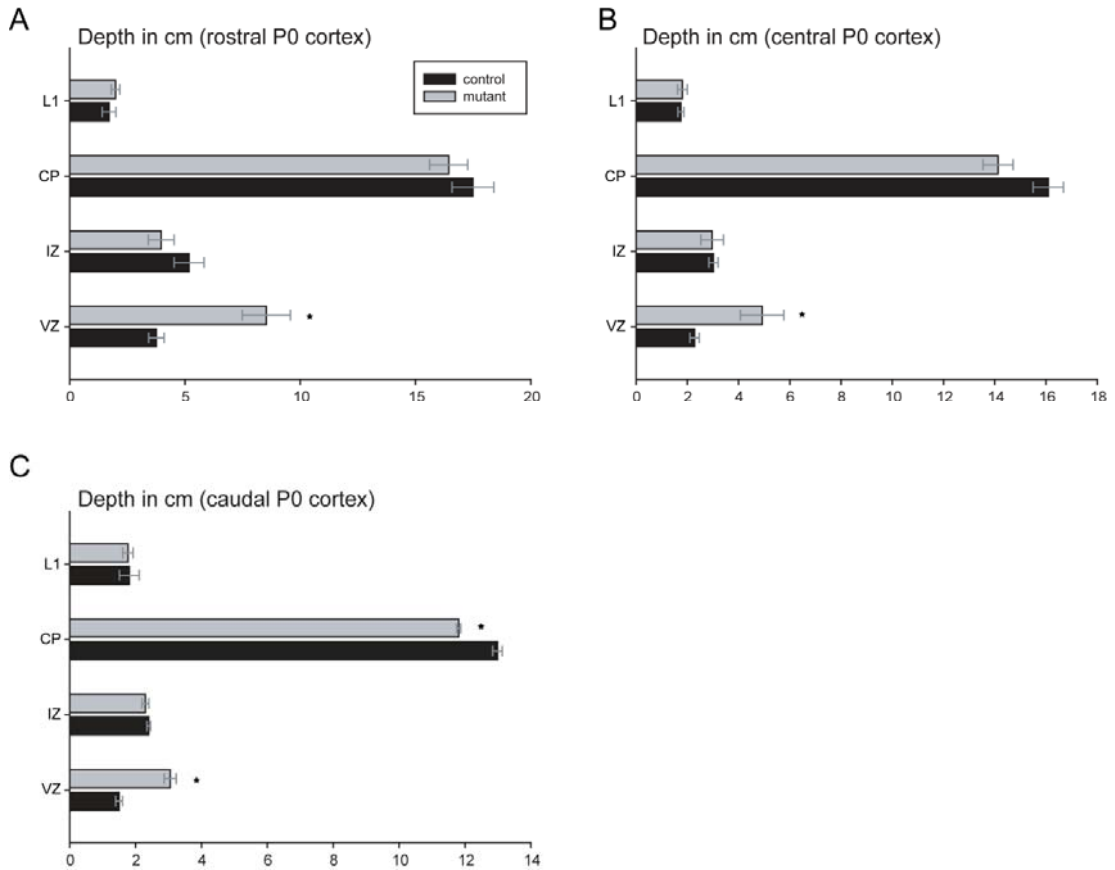 A
Depth in cm (rostral P0 cortex)
control
mutant
L1
CP
IZ
VZ
*
0 5 10 15 20
B
Depth in cm (central P0 cortex)
L1
CP
IZ
VZ
*
0 2 4 6 8 10 12 14 16 18
C
Depth in cm (caudal P0 cortex)
L1
CP
*
IZ
VZ
*
0 2 4 6 8 10 12 14